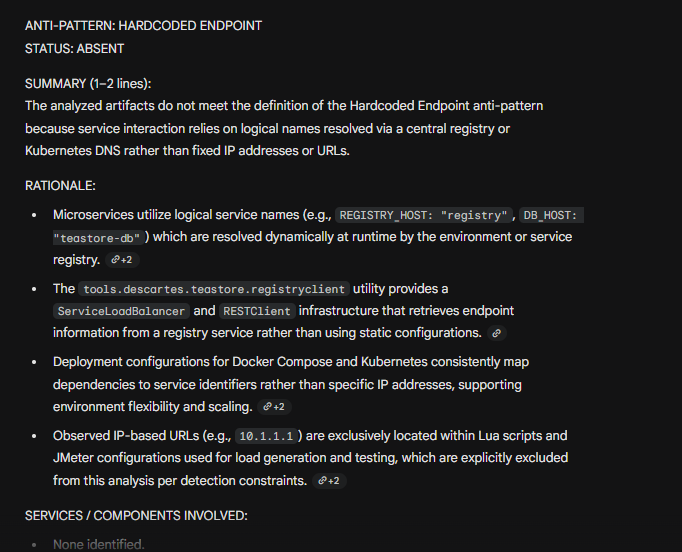 ANTI-PATTERN: HARDCODED ENDPOINT
STATUS: ABSENT
SUMMARY (1–2 lines):
The analyzed artifacts do not meet the definition of the Hardcoded Endpoint anti-pattern
because service interaction relies on logical names resolved via a central registry or
Kubernetes DNS rather than fixed IP addresses or URLs.
RATIONALE:
• Microservices utilize logical service names (e.g., REGISTRY_HOST: "registry", DB_HOST:
"teastore-db") which are resolved dynamically at runtime by the environment or service
registry. +2
• The tools.descartes.teastore.registryclient utility provides a
ServiceLoadBalancer and RESTClient infrastructure that retrieves endpoint
information from a registry service rather than using static configurations.
• Deployment configurations for Docker Compose and Kubernetes consistently map
dependencies to service identifiers rather than specific IP addresses, supporting
environment flexibility and scaling. +2
• Observed IP-based URLs (e.g., 10.1.1.1) are exclusively located within Lua scripts and
JMeter configurations used for load generation and testing, which are explicitly excluded
from this analysis per detection constraints. +2
SERVICES / COMPONENTS INVOLVED:
• None identified.